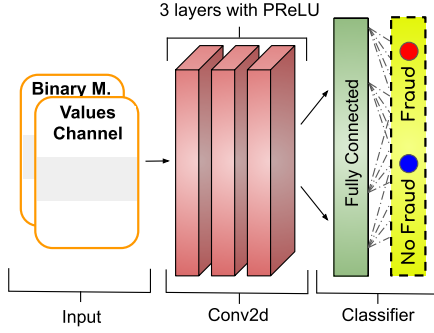 3 layers with PReLU
Binary M.
Values
Channel
Fully Connected
Fraud
No Fraud
Input
Conv2d
Classifier